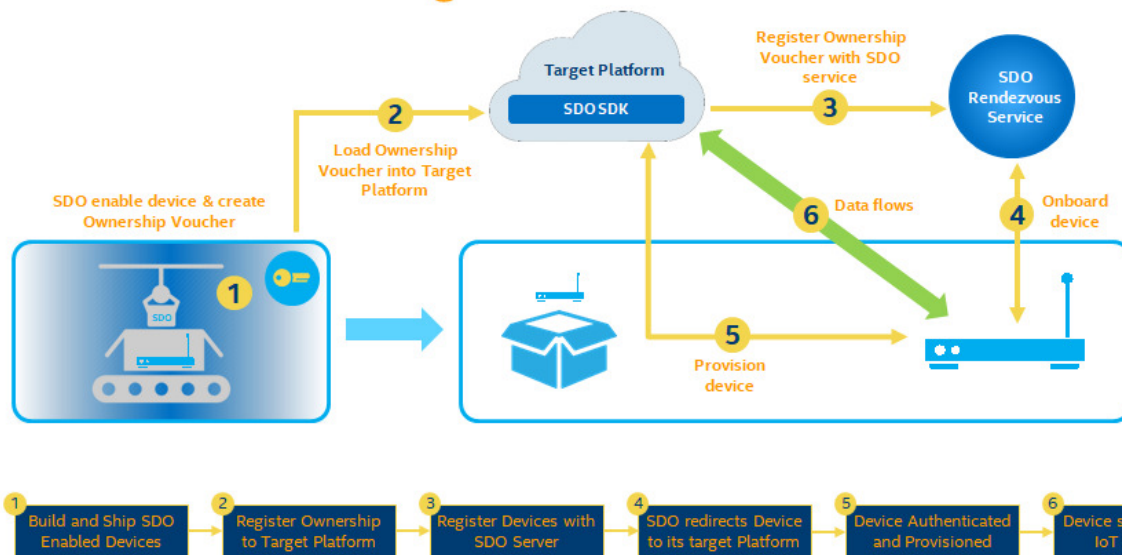 Target Platform
SDO SDK
Register Ownership
Voucher with SDO
service
3
SDO
Rendezvous
Service
2
Load Ownership
Voucher into Target
Platform
SDO enable device & create
Ownership Voucher
1
SDO
6
Data flows
4
Onboard
device
5
Provision
device
1
Build and Ship SDO
Enabled Devices
2
Register Ownership
to Target Platform
3
Register Devices with
SDO Server
4
SDO redirects Device
to its target Platform
5
Device Authenticated
and Provisioned
6
Device s
IoT